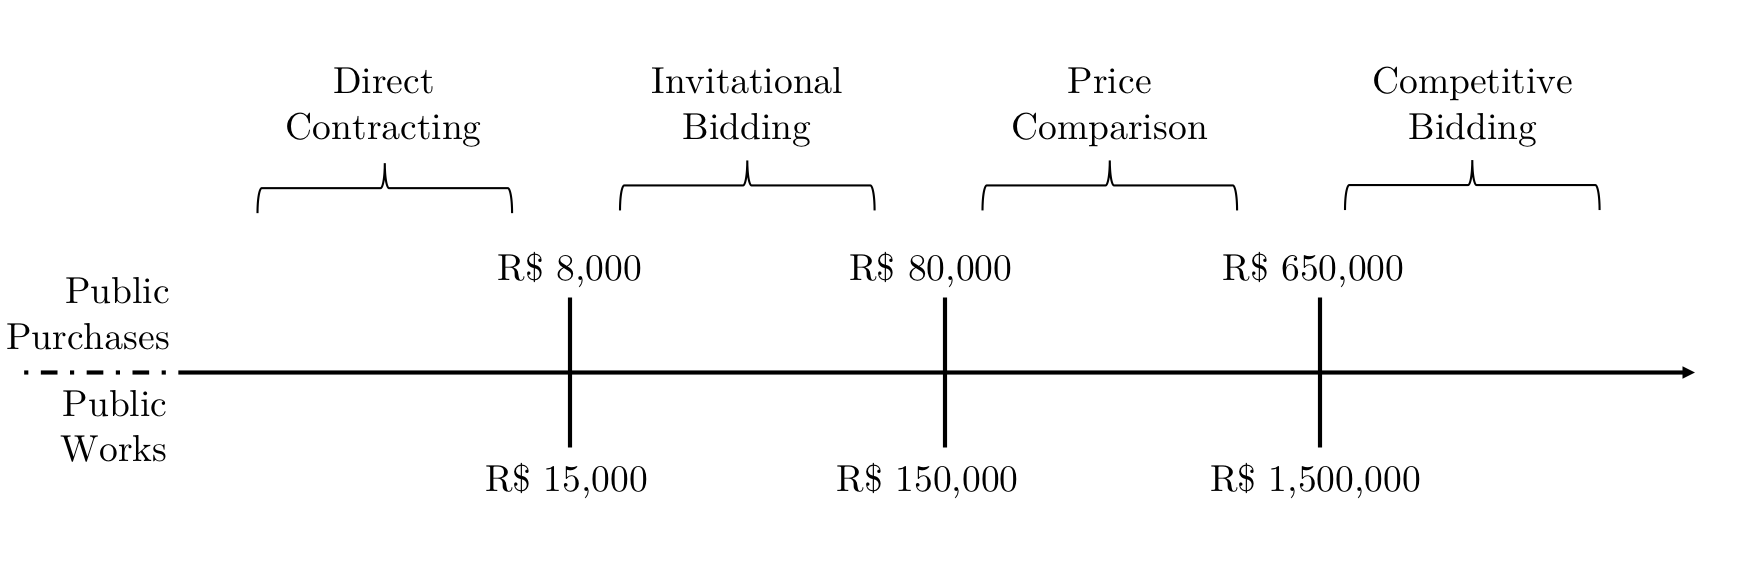 Direct
Contracting
Invitational
Bidding
Price
Comparison
Competitive
Bidding
R$ 8,000
R$ 80,000
R$ 650,000
Public
Purchases
Public
Works
R$ 15,000
R$ 150,000
R$ 1,500,000